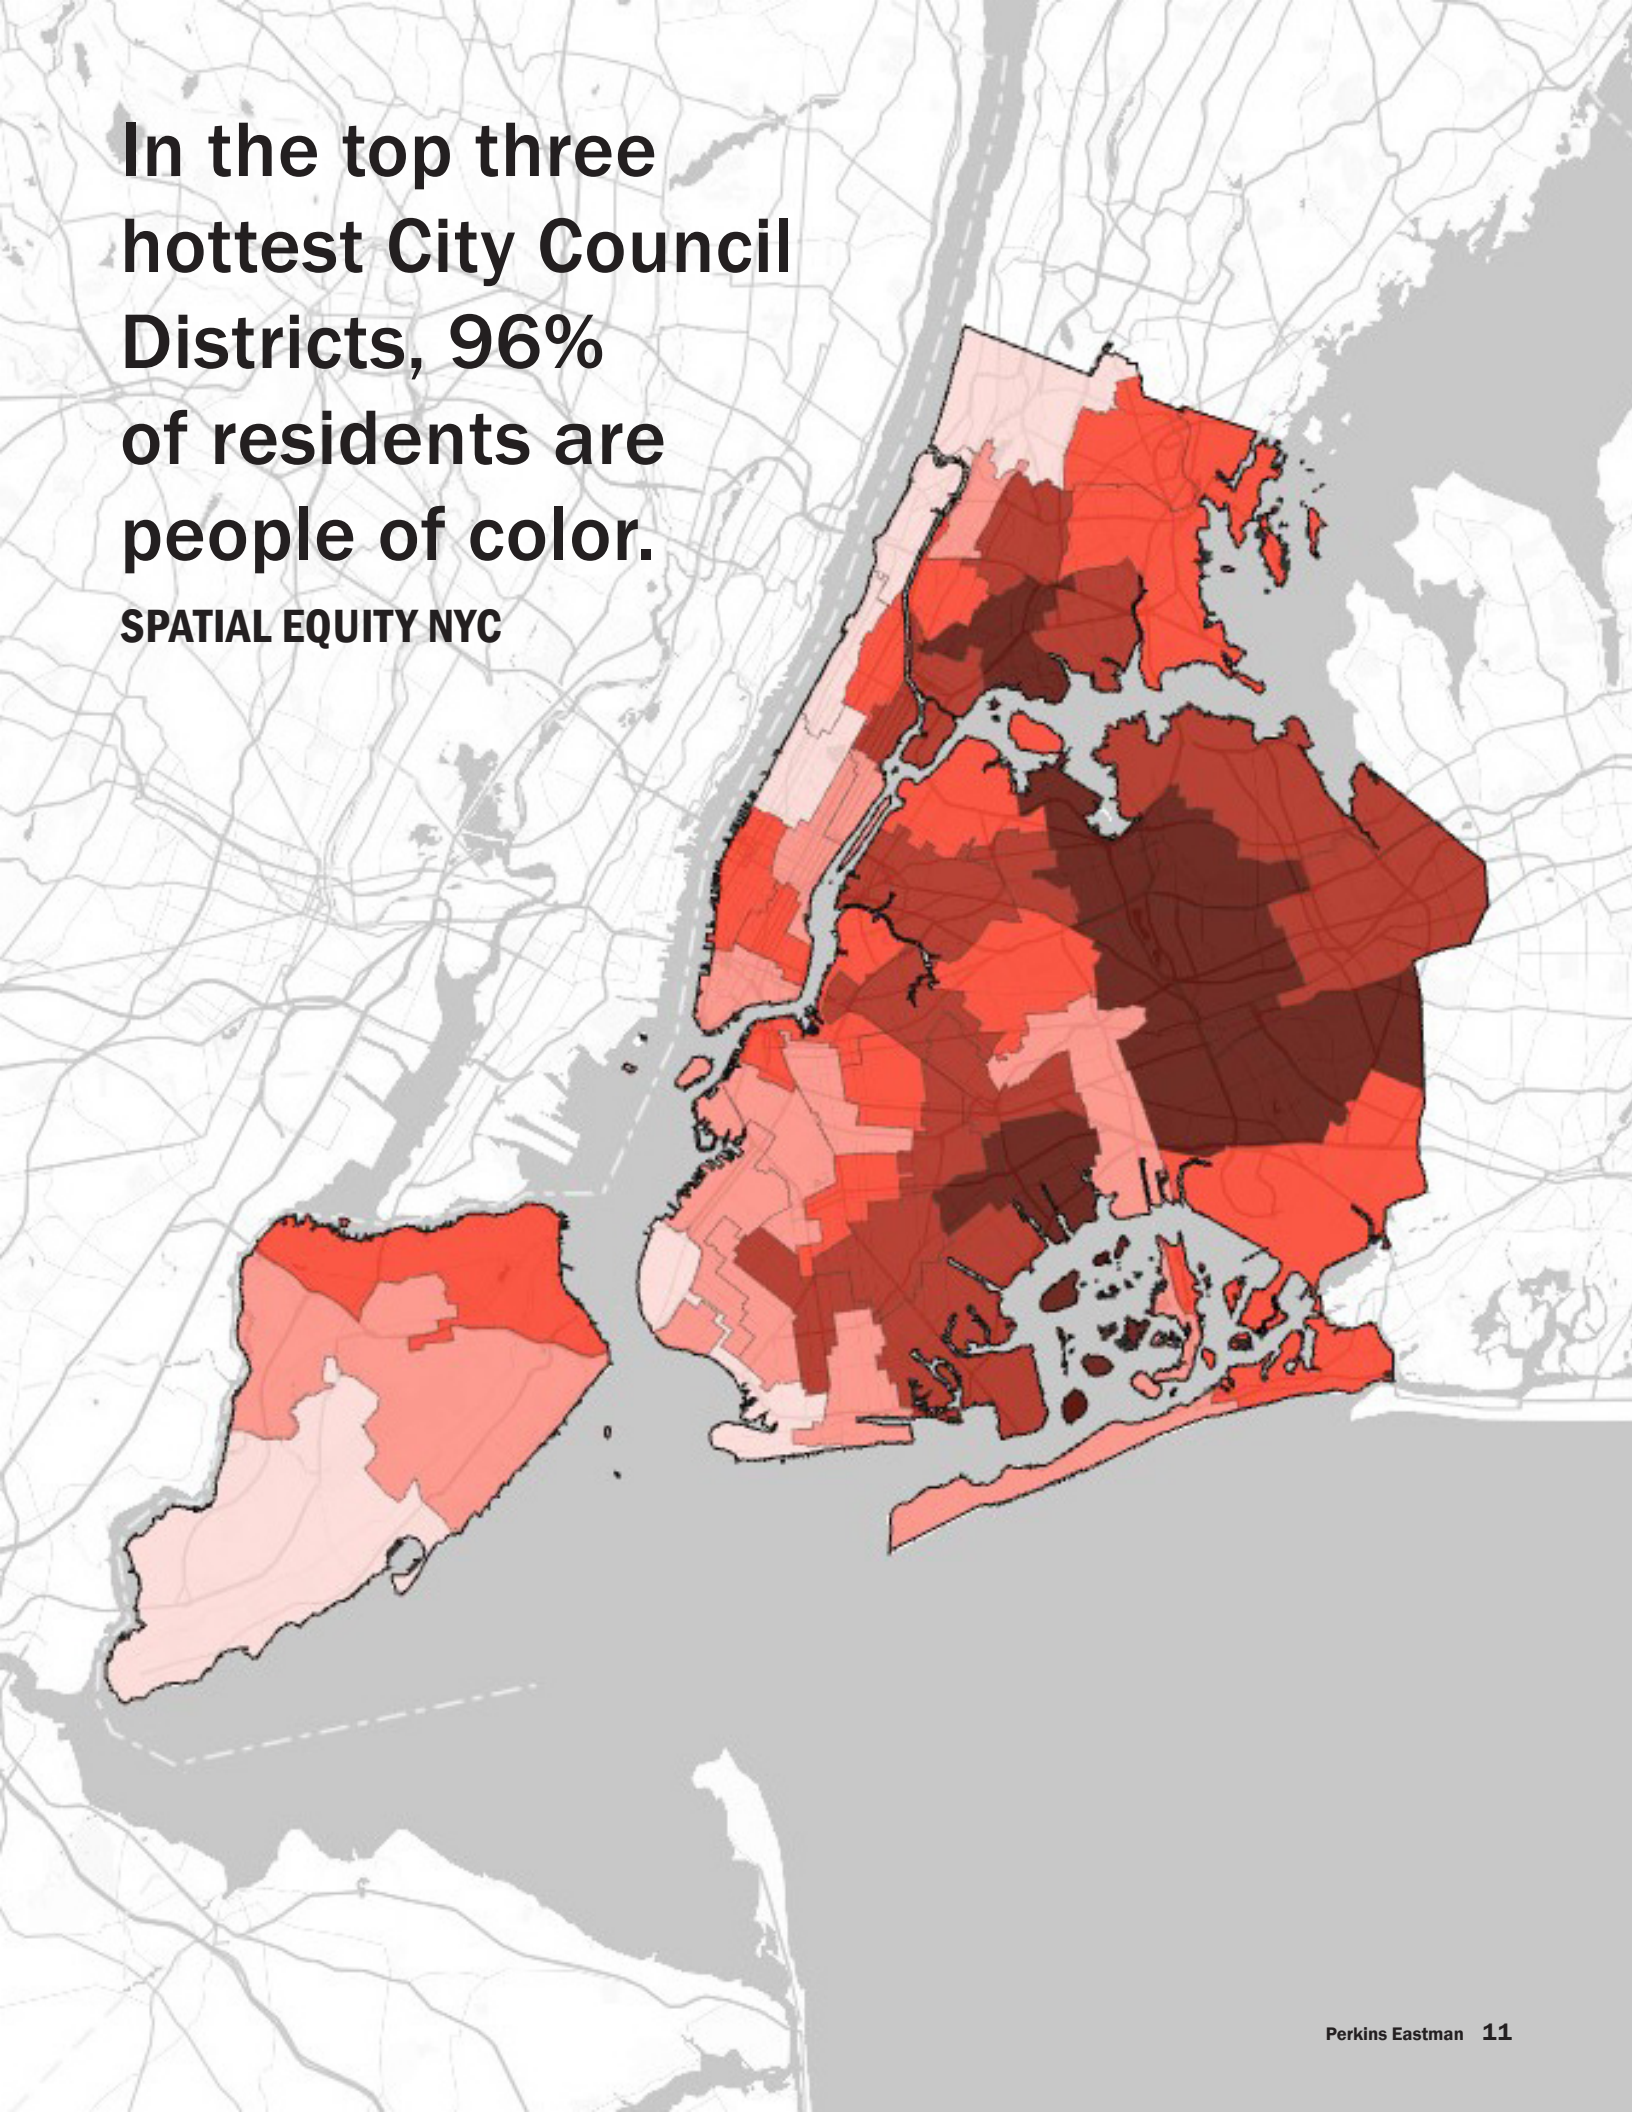 In the top three
hottest City Council
Districts, 96%
of residents are
people of color.
SPATIAL EQUITY NYC
Perkins Eastman 11